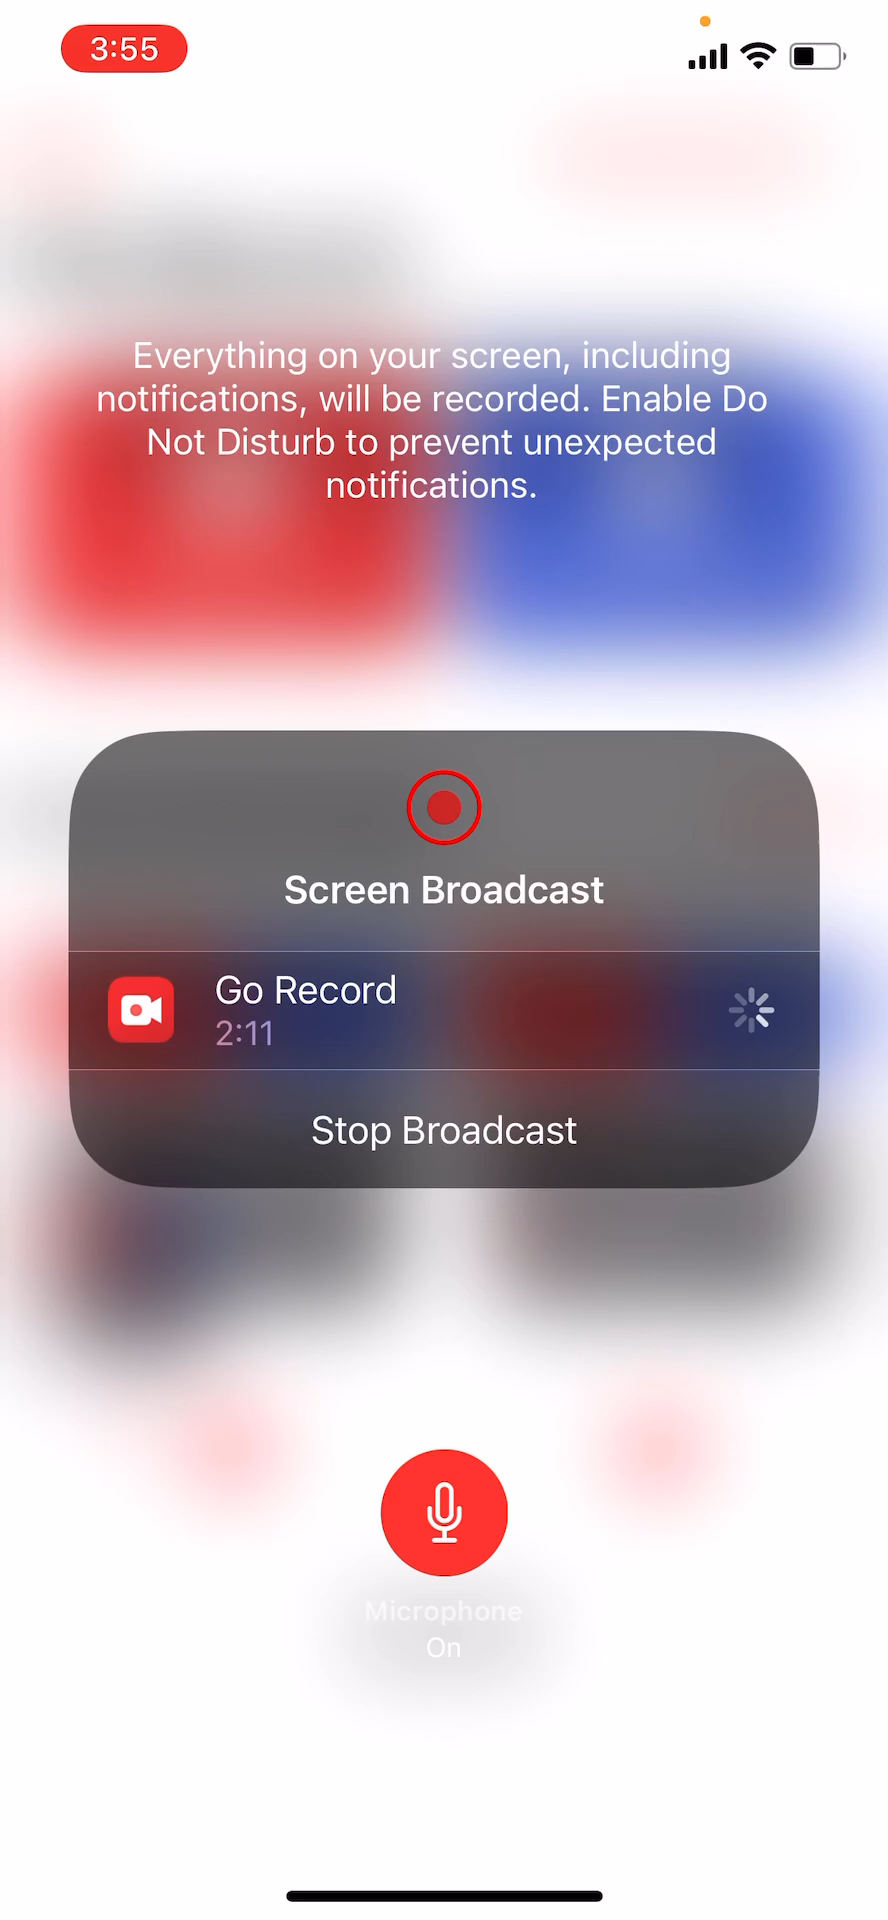 3:55
Everything on your screen, including
notifications, will be recorded. Enable Do
Not Disturb to prevent unexpected
notifications.
Screen Broadcast
Go Record
2:11
Stop Broadcast
Microphone
On